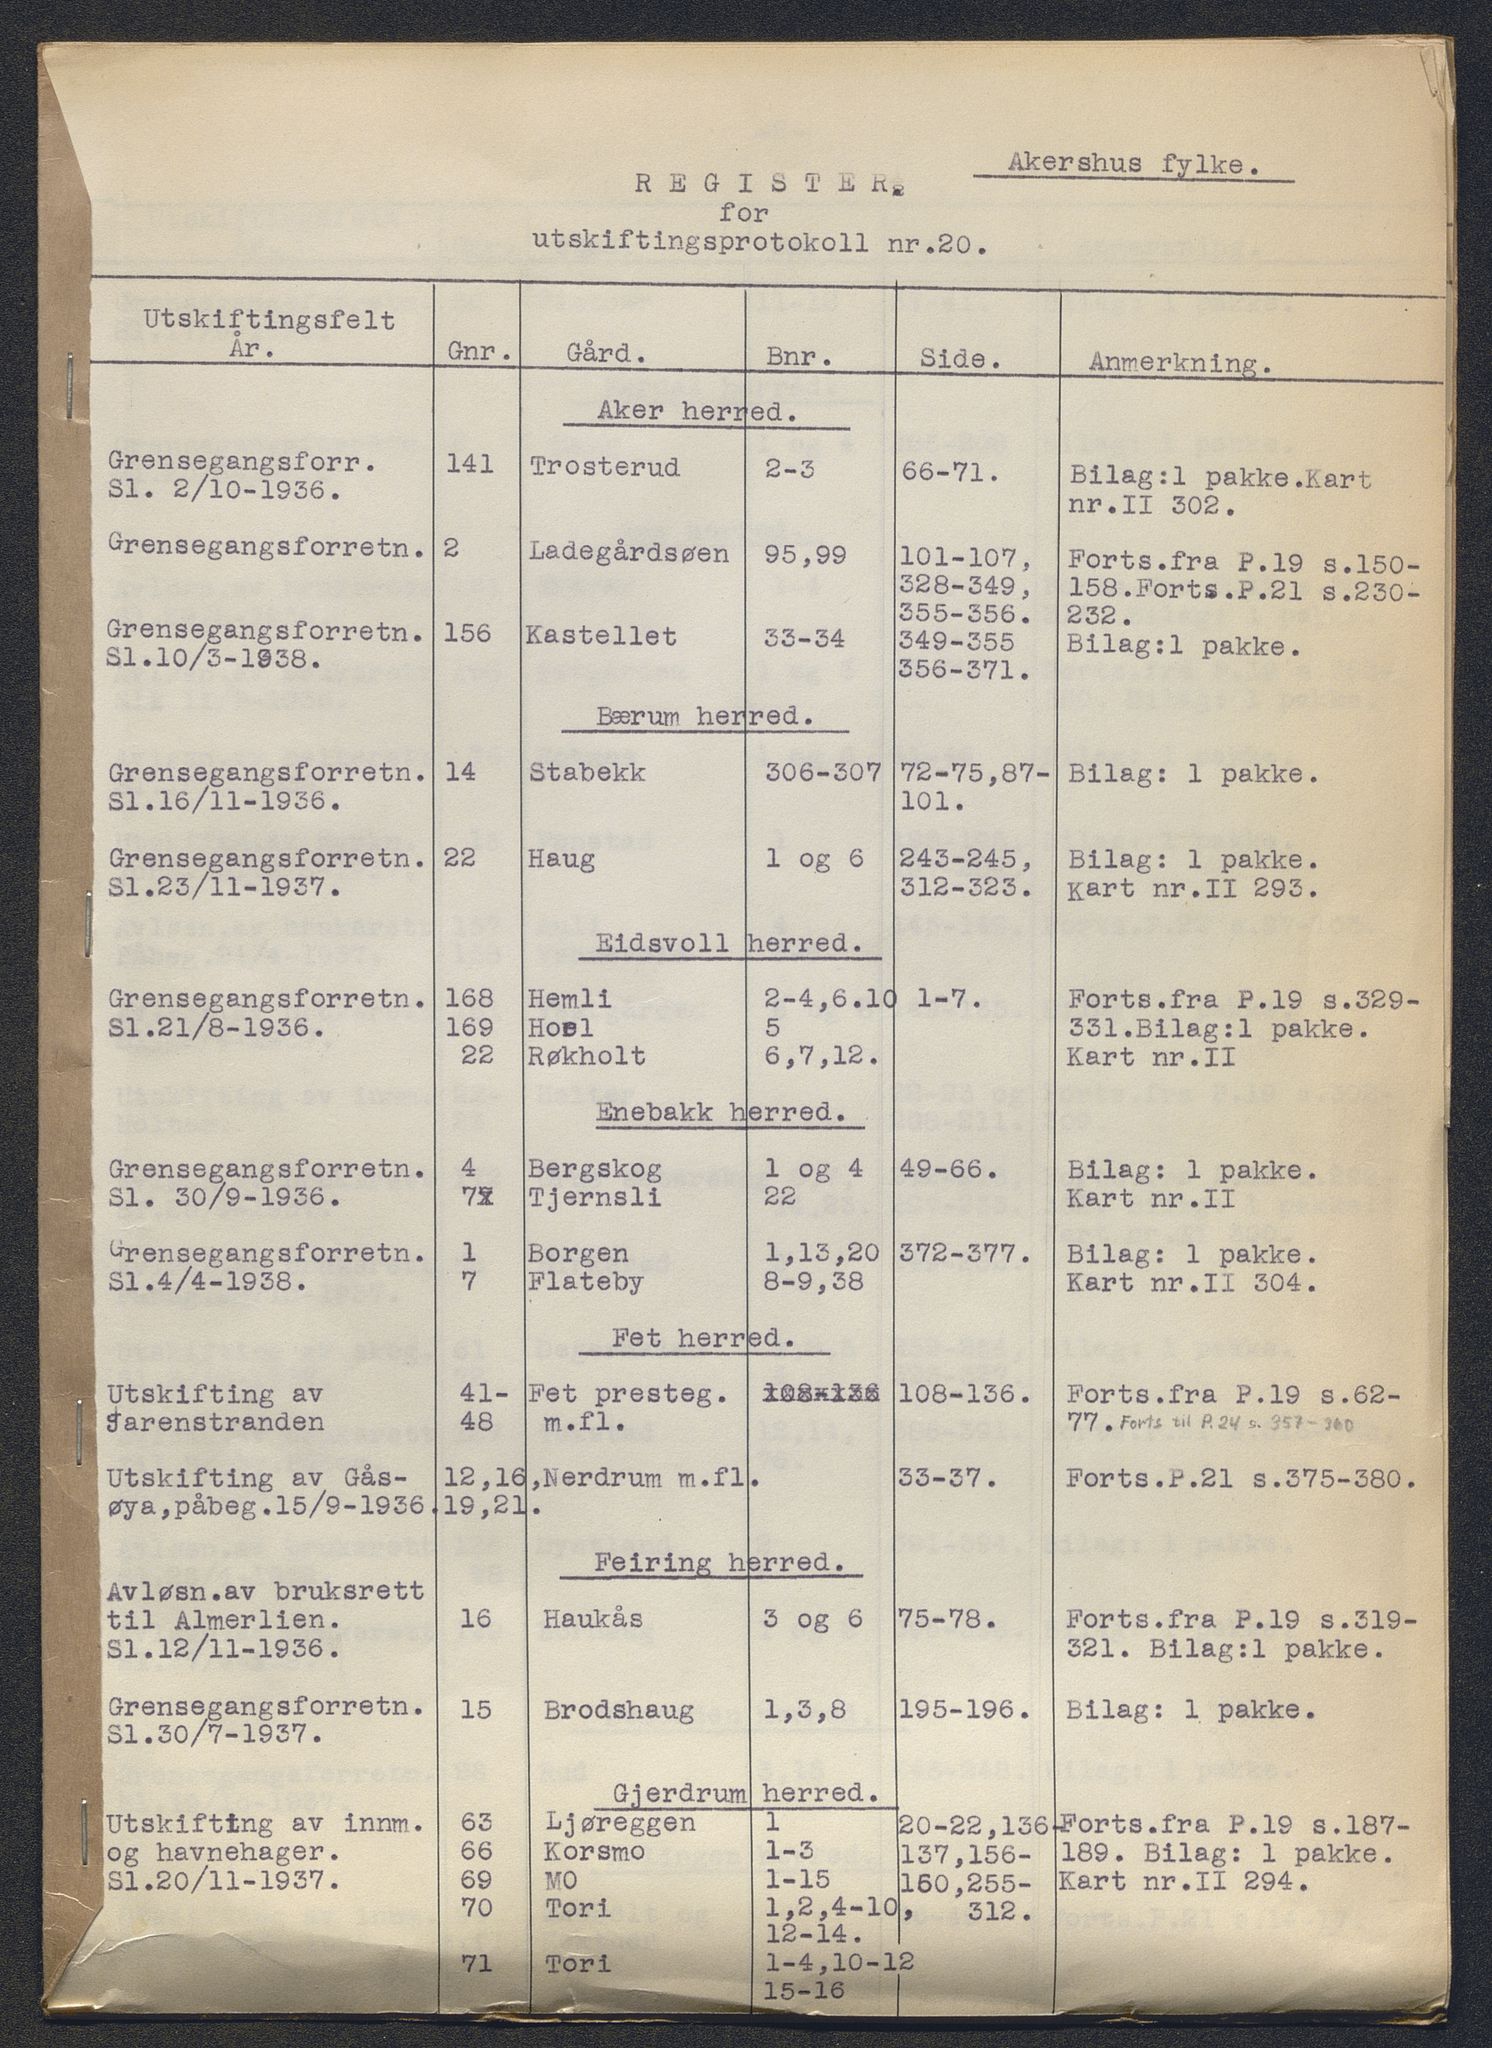 Akershus fylke.
R E G I S T E R
for
utskiftingsprotokoll nr.20.
Utskiftingsfelt År. Gnr. Gård. Bnr. Side. Anmerkning.
Aker herred.
Grensegangsforr. 141 Trosterud 2-3 66-71. Bilag:1 pakke.Kart
Sl. 2/10-1936. nr.II 302.
Grensegangsforretn. 2 Ladegårdsøen 95,99 101-107, Forts.fra P.19 s.150-
328-349, 158.Forts.P.21 s.230-
355-356. 232.
Grensegangsforretn. 156 Kastellet 33-34 349-355 Bilag:1 pakke.
Sl.10/3-1938. 356-371.
Bærum herred.
Grensegangsforretn. 14 Stabekk 306-307 72-75,87- Bilag: 1 pakke.
Sl.16/11-1936. 101.
Grensegangsforretn. 22 Haug 1 og 6 243-245, Bilag: 1 pakke.
Sl.23/11-1937. 312-323. Kart nr.II 293.
Eidsvoll herred.
Grensegangsforretn. 168 Hemli 2-4,6.10 1-7. Forts.fra P.19 s.329-
Sl.21/8-1936. 169 Hoel 5 331.Bilag:1 pakke.
22 Røkholt 6,7,12. Kart nr.II
Enebakk herred.
Grensegangsforretn. 4 Bergskog 1 og 4 49-66. Bilag: 1 pakke.
Sl. 30/9-1936. 7 Tjernsli 22 Kart nr.II
Grensegangsforretn. 1 Borgen 1,13,20 372-377. Bilag: 1 pakke.
Sl.4/4-1938. 7 Flateby 8-9,38 Kart nr.II 304.
Fet herred.
Utskifting av 41- Fet presteg. 108-136 108-136. Forts.fra P.19 s.62-
Jarenstranden 48 m.fl. 77. Forts til P.24 s. 357-360
Utskifting av Gås- 12,16, Nerdrum m.fl. 33-37. Forts.P.21 s.375-380.
øya,påbeg.15/9-1936. 19,21.
Feiring herred.
Avløsn.av bruksrett
til Almerlien. 16 Haukås 3 og 6 75-78. Forts.fra P.19 s.319-
Sl.12/11-1936. 321. Bilag:1 pakke.
Grensegangsforretn. 15 Brodshaug 1,3,8 195-196. Bilag: 1 pakke.
Sl.30/7-1937.
Gjerdrum herred.
Utskifting av innm. 63 Ljøreggen 1 20-22,136- Forts.fra P.19 s.187-
og havnehager. 66 Korsmo 1-3 137,156- 189. Bilag: 1 pakke.
Sl.20/11-1937. 69 MO 1-15 160,255- Kart nr.II 294.
70 Tori 1,2,4-10, 312.
12-14.
71 Tori 1-4,10-12
15-16